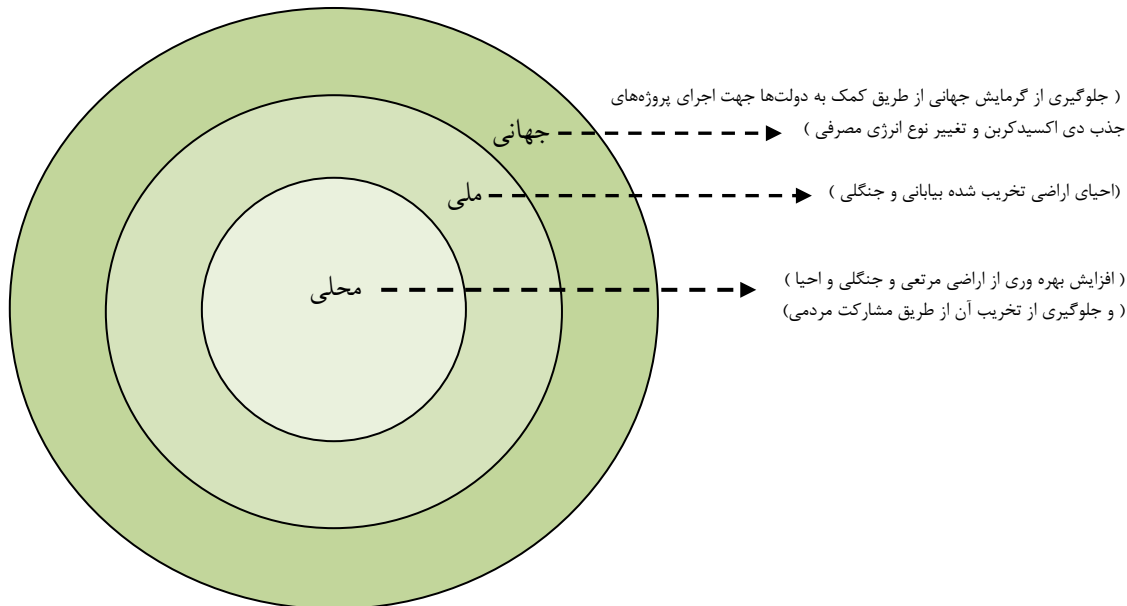 ( جلوگیری از گرمایش جهانی از طریق کمک به دولت‌ها جهت اجرای پروژه‌های
جذب دی اکسیدکربن و تغییر نوع انرژی مصرفی )
جهانی
(احیای اراضی تخریب شده بیابانی و جنگلی )
ملی
( افزایش بهره وری از اراضی مرتعی و جنگلی و احیا )
( و جلوگیری از تخریب آن از طریق مشارکت مردمی)
محلی